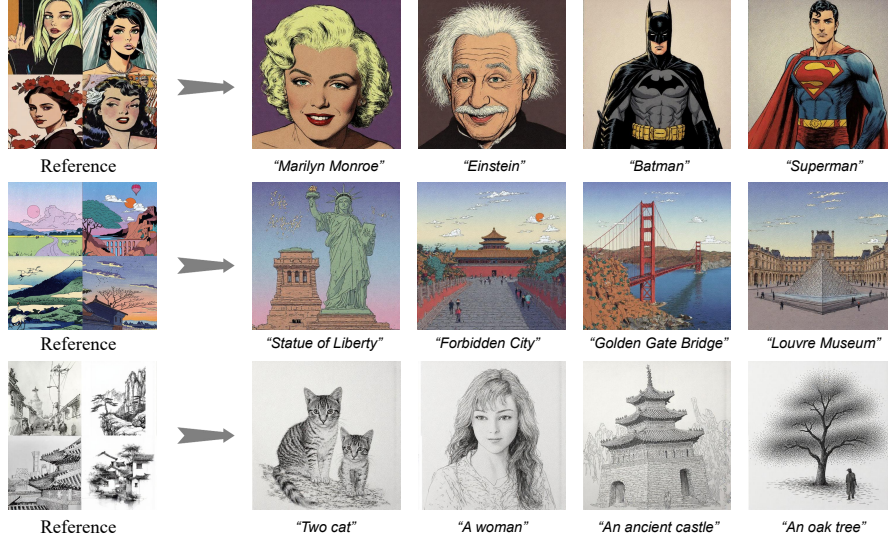 Reference
“Marilyn Monroe”
“Einstein”
“Batman”
“Superman”
Reference
“Statue of Liberty”
“Forbidden City”
“Golden Gate Bridge”
“Louvre Museum”
Reference
“Two cat”
“A woman”
“An ancient castle”
“An oak tree”